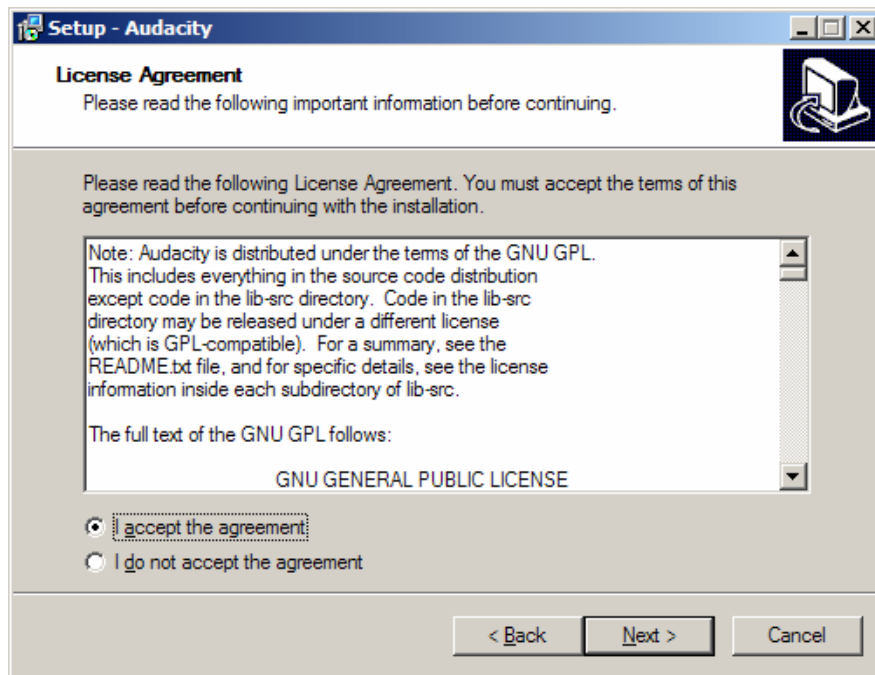 Setup - Audacity
License Agreement
Please read the following important information before continuing.
Please read the following License Agreement. You must accept the terms of this
agreement before continuing with the installation.
Note: Audacity is distributed under the terms of the GNU GPL.
This includes everything in the source code distribution
except code in the lib-src directory.  Code in the lib-src
directory may be released under a different license
(which is GPL-compatible).  For a summary, see the
README.txt file, and for specific details, see the license
information inside each subdirectory of lib-src.
The full text of the GNU GPL follows:
GNU GENERAL PUBLIC LICENSE
I accept the agreement
I do not accept the agreement
< Back
Next >
Cancel